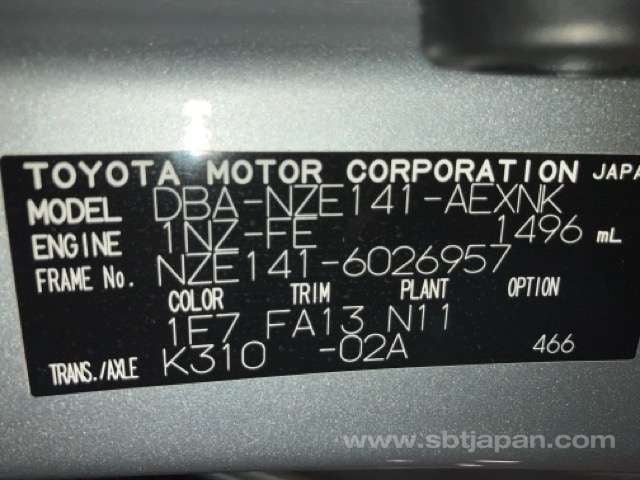 TOYOTA MOTOR CORPORATION JAPA
MODEL DBA-NZE141-AEXNK
ENGINE 1NZ-FE 1496 mL
FRAME No. NZE141-6026957
COLOR TRIM PLANT OPTION
1E7 FA13 N11
TRANS./AXLE K310 -02A 466
www.sbtjapan.com